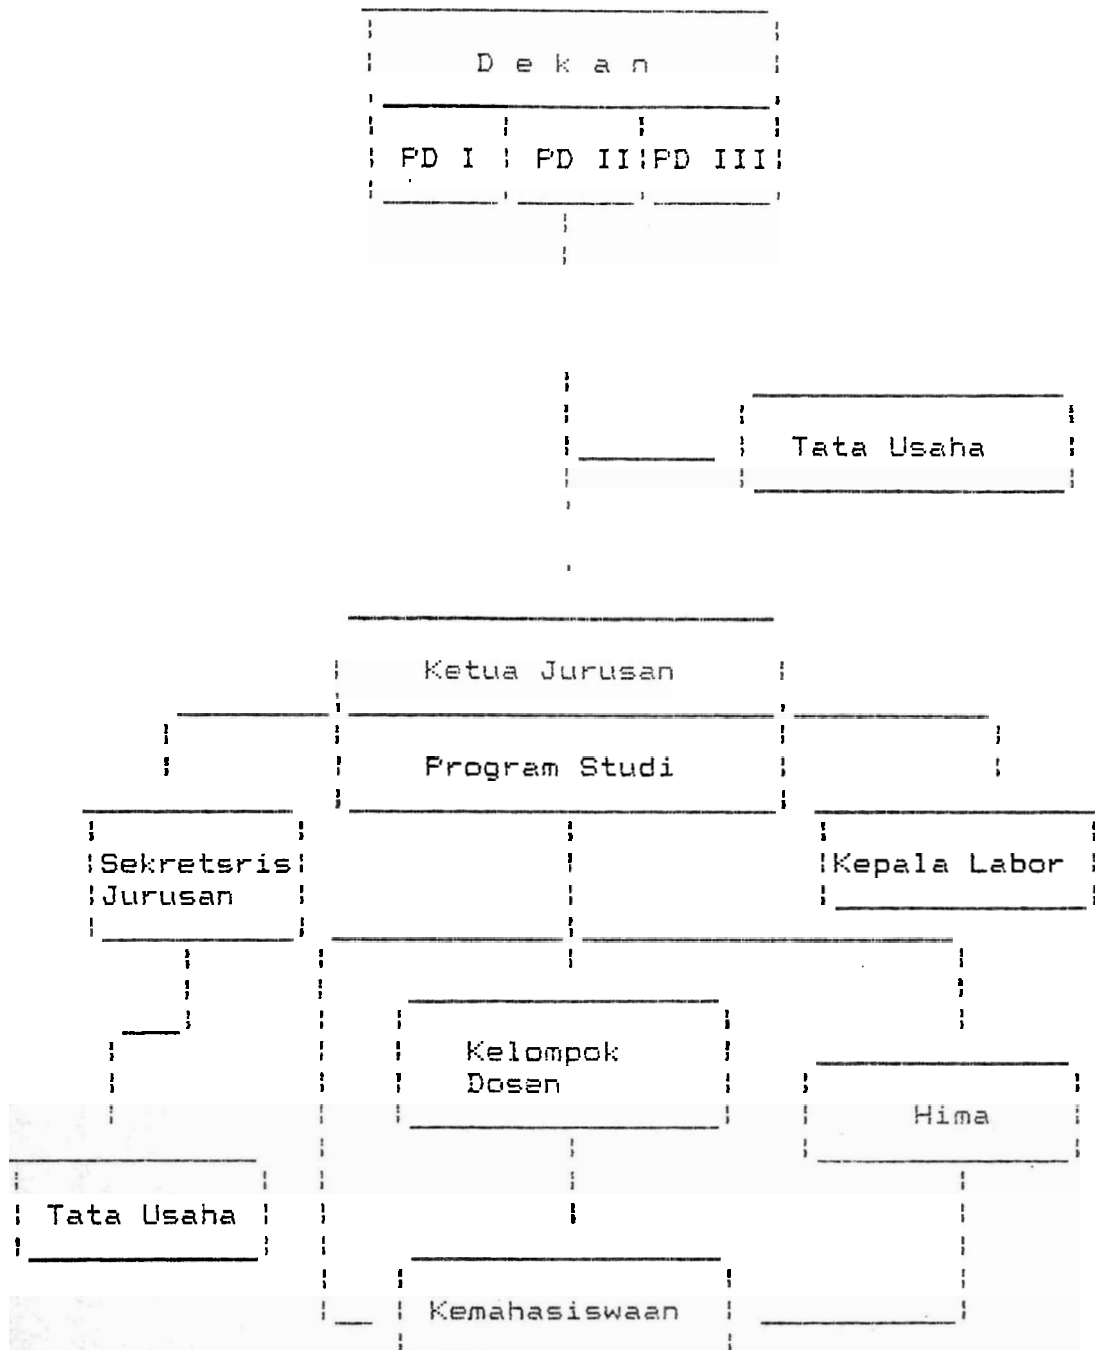 D e k a n
PD I PD II PD III
Tata Usaha
Ketua Jurusan
Program Studi
Sekretsris
Jurusan
Kepala Labor
Kelompok
Dosen
Hima
Tata Usaha
Kemahasiswaan